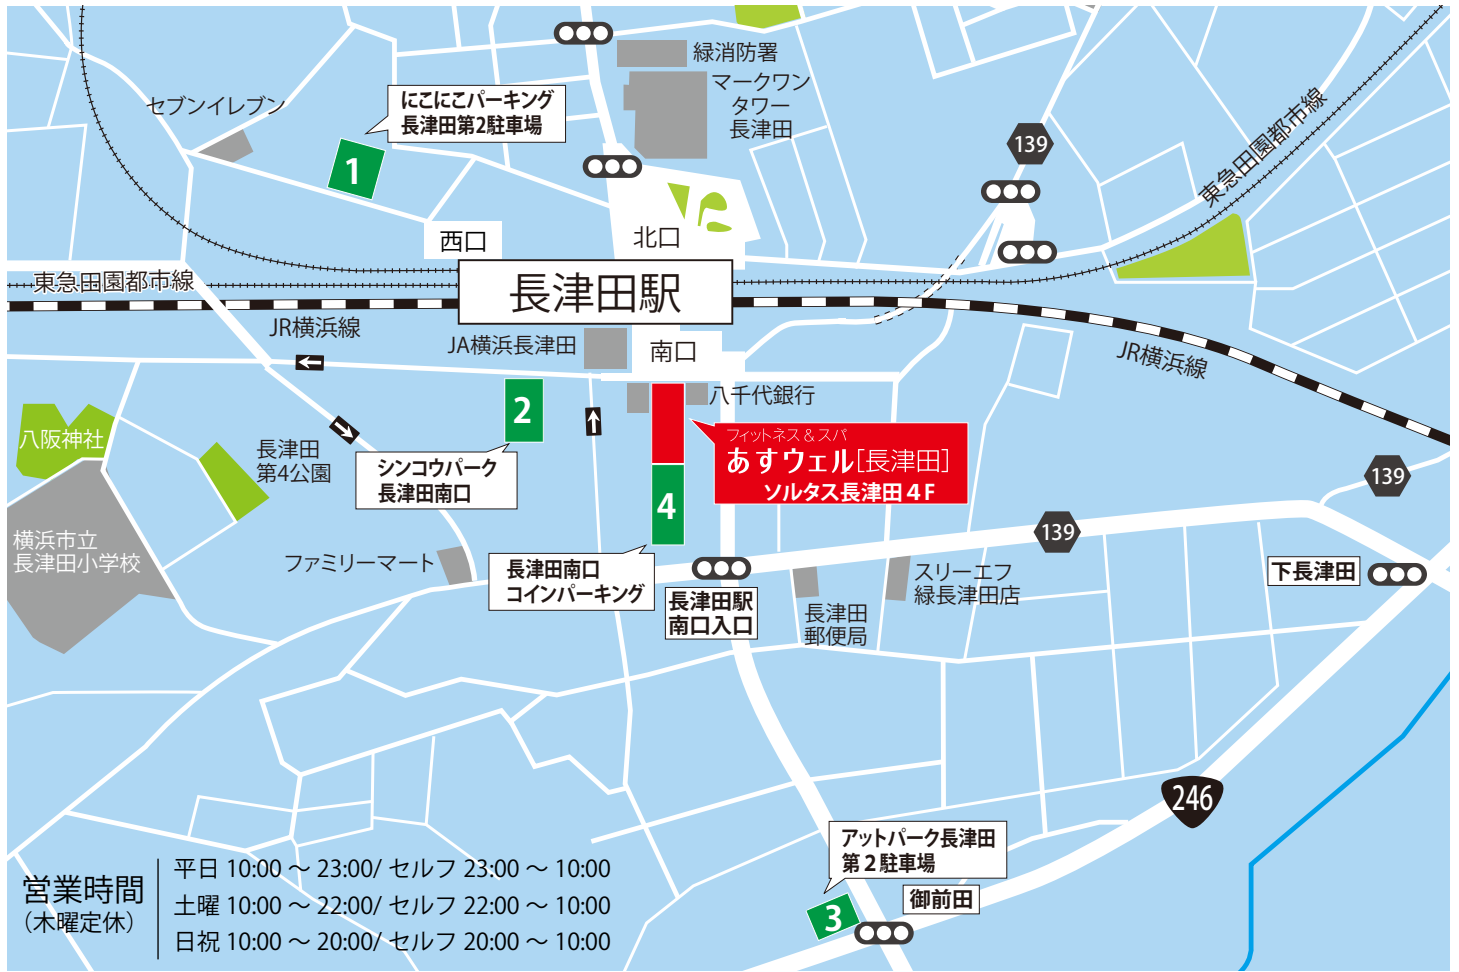 緑消防署
マークワン
タワー
長津田
セブンイレブン
にこにこパーキング
長津田第2駐車場
1
139
東急田園都市線
西口
北口
東急田園都市線
長津田駅
JR横浜線
JA横浜長津田
南口
JR横浜線
八千代銀行
2
八阪神社
長津田
第4公園
シンコウパーク
長津田南口
フィットネス&スパ
あすウェル[長津田]
ソルタス長津田4F
4
139
139
横浜市立
長津田小学校
ファミリーマート
長津田南口
コインパーキング
長津田駅
南口入口
長津田
郵便局
スリーエフ
緑長津田店
下長津田
246
アットパーク長津田
第2駐車場
御前田
3
営業時間
(木曜定休)
平日 10:00 ~ 23:00/ セルフ 23:00 ~ 10:00
土曜 10:00 ~ 22:00/ セルフ 22:00 ~ 10:00
日祝 10:00 ~ 20:00/ セルフ 20:00 ~ 10:00